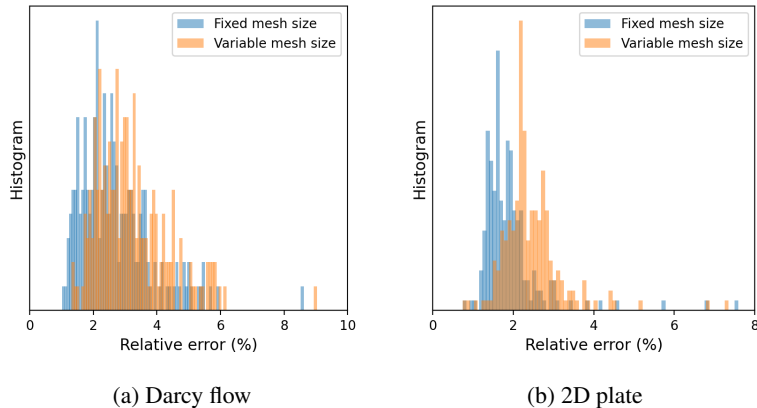 Fixed mesh size
Variable mesh size
Histogram
0 2 4 6 8 10
Relative error (%)
(a) Darcy flow
Fixed mesh size
Variable mesh size
Histogram
0 2 4 6 8
Relative error (%)
(b) 2D plate